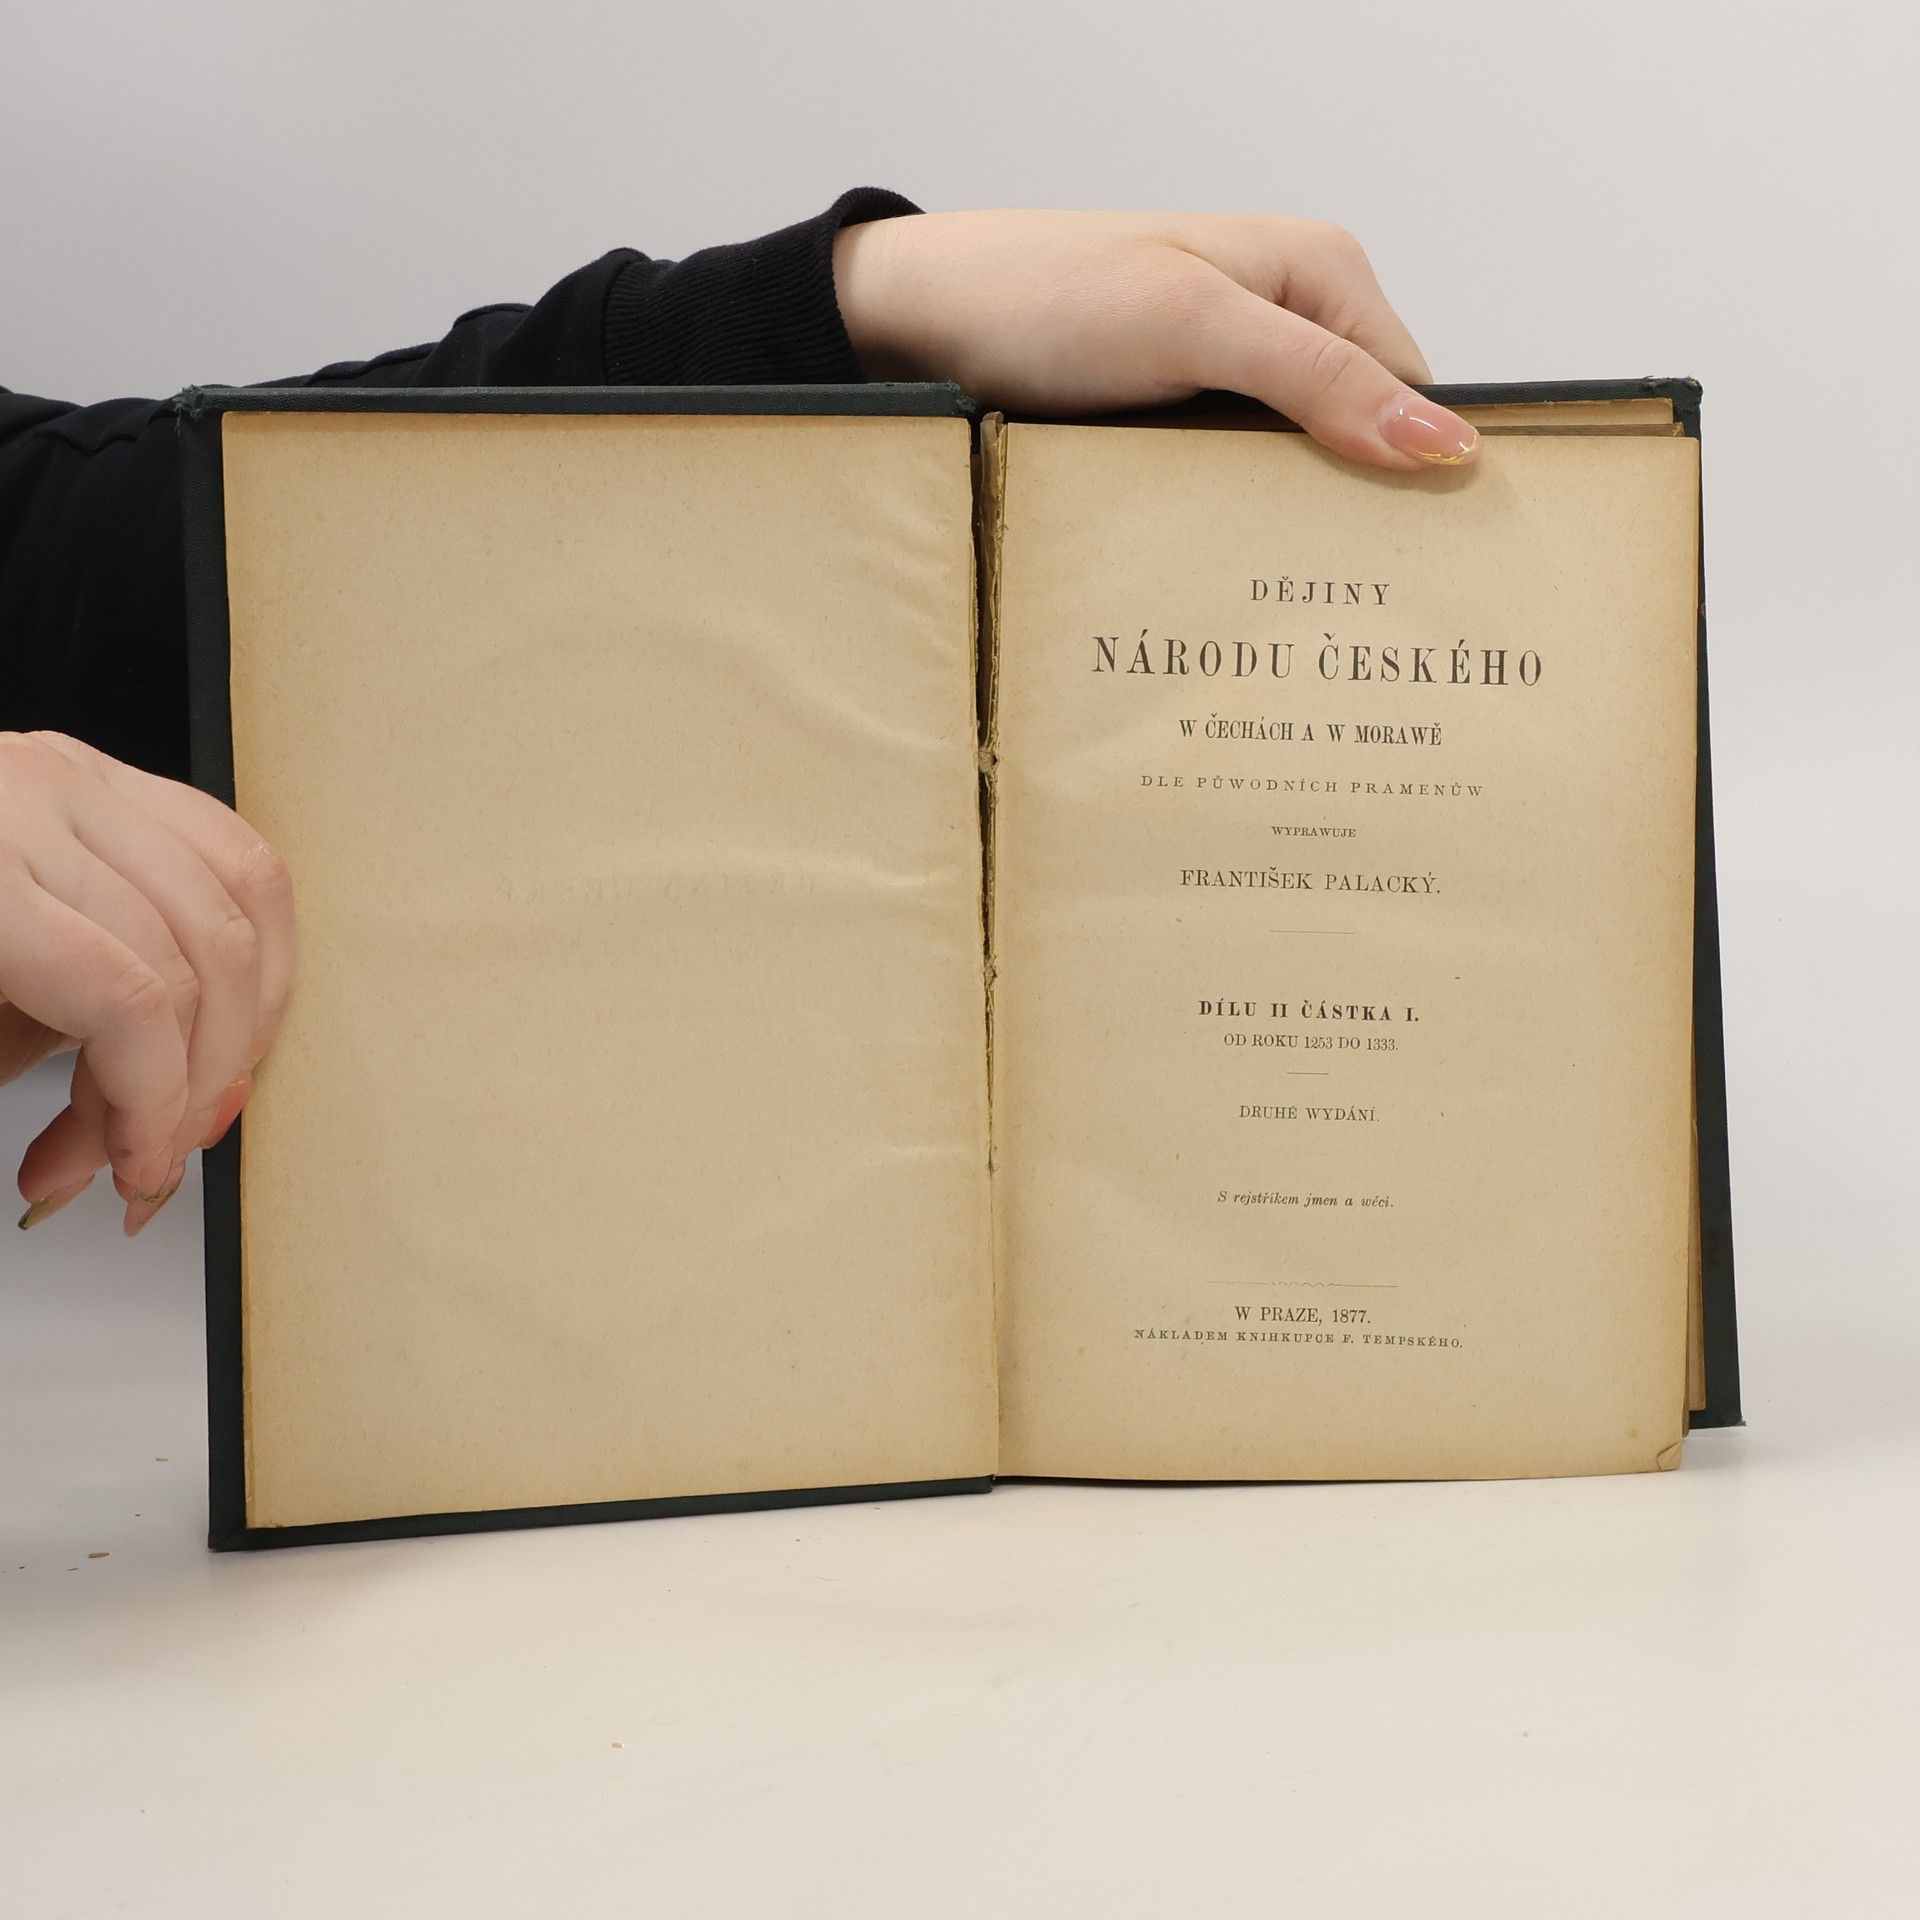 DĚJINY
NÁRODU ČESKÉHO
W ČECHÁCH A W MORAWĚ
DLE PŮWODNÍCH PRAMENŮW
WYPRAWUJE
FRANTIŠEK PALACKÝ.
DÍLU II ČÁSTKA I.
OD ROKU 1253 DO 1333.
DRUHÉ WYDÁNÍ.
S rejstříkem jmen a wěcí.
W PRAZE, 1877.
NÁKLADEM KNIHKUPCE F. TEMPSKÉHO.